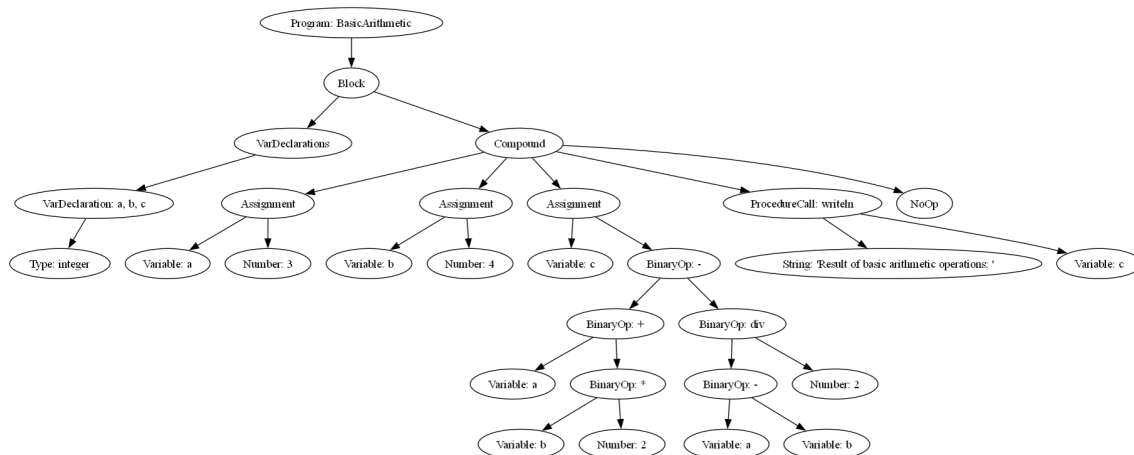 Program: BasicArithmetic
Block
VarDeclarations
Compound
VarDeclaration: a, b, c
Assignment
Assignment
Assignment
ProcedureCall: writeln
NoOp
Type: integer
Variable: a
Number: 3
Variable: b
Number: 4
Variable: c
BinaryOp: -
String: 'Result of basic arithmetic operations: '
Variable: c
BinaryOp: +
BinaryOp: div
Variable: a
BinaryOp: *
BinaryOp: -
Number: 2
Variable: b
Number: 2
Variable: a
Variable: b